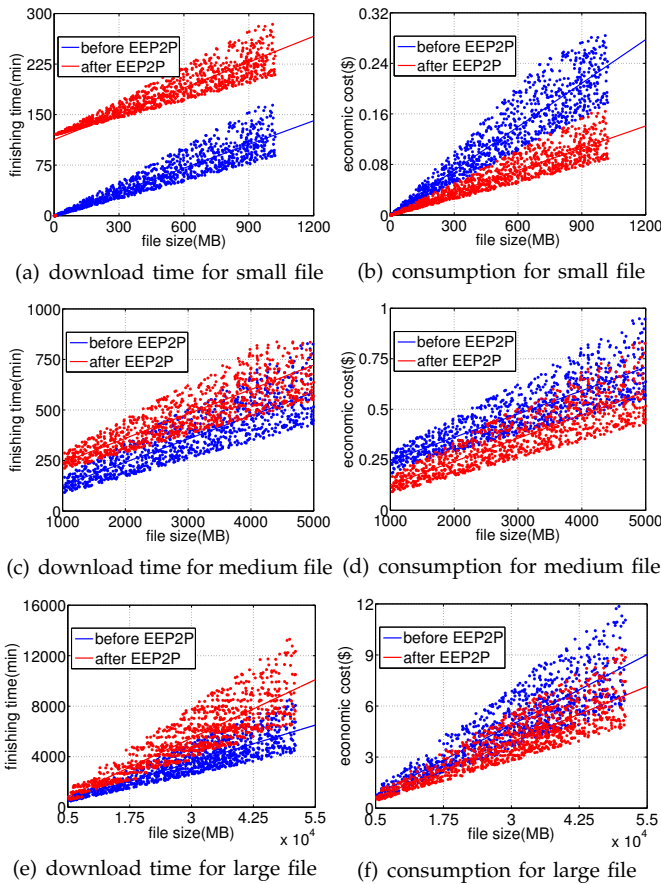 300
225
150
75
0
finishing time(min)
before EEP2P
after EEP2P
0 300 600 900 1200
file size(MB)
(a) download time for small file
0.32
0.24
0.16
0.08
0
economic cost($)
before EEP2P
after EEP2P
0 300 600 900 1200
file size(MB)
(b) consumption for small file
1000
750
500
250
0
finishing time(min)
before EEP2P
after EEP2P
1000 2000 3000 4000 5000
file size(MB)
(c) download time for medium file
1
0.75
0.5
0.25
0
economic cost($)
before EEP2P
after EEP2P
1000 2000 3000 4000 5000
file size(MB)
(d) consumption for medium file
16000
12000
8000
4000
0
finishing time(min)
before EEP2P
after EEP2P
0.5 1.75 3 4.25 5.5
file size(MB)
x 10^4
(e) download time for large file
12
9
6
3
0
economic cost($)
before EEP2P
after EEP2P
0.5 1.75 3 4.25 5.5
file size(MB)
x 10^4
(f) consumption for large file